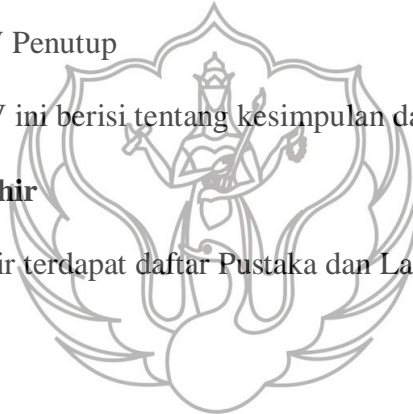 Penutup
ini berisi tentang kesimpulan da
hir
ir terdapat daftar Pustaka dan La